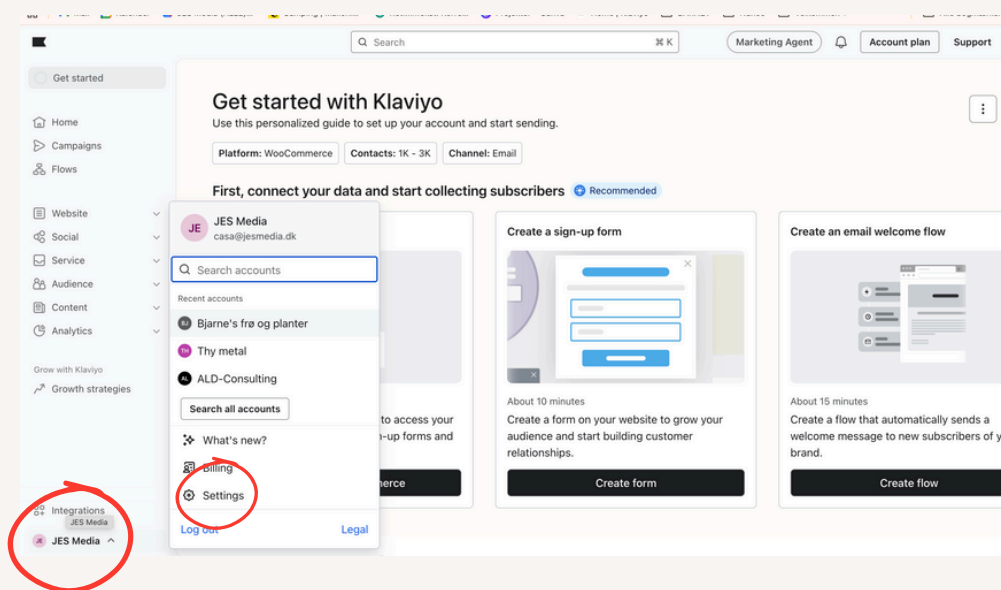 Search
⌘ K
Marketing Agent
Account plan
Support
Get started
Home
Campaigns
Flows
Website
Social
Service
Audience
Content
Analytics
Grow with Klaviyo
Growth strategies
Integrations
JES Media
JES Media
Get started with Klaviyo
Use this personalized guide to set up your account and start sending.
Platform: WooCommerce
Contacts: 1K - 3K
Channel: Email
First, connect your data and start collecting subscribers
Recommended
JE
JES Media
casa@jesmedia.dk
Search accounts
Recent accounts
BJ Bjarne's frø og planter
TH Thy metal
AL ALD-Consulting
Search all accounts
What's new?
Billing
Settings
Log out
Legal
to access your
-up forms and
erce
Create a sign-up form
About 10 minutes
Create a form on your website to grow your
audience and start building customer
relationships.
Create form
Create an email welcome flow
About 15 minutes
Create a flow that automatically sends a
welcome message to new subscribers of y
brand.
Create flow